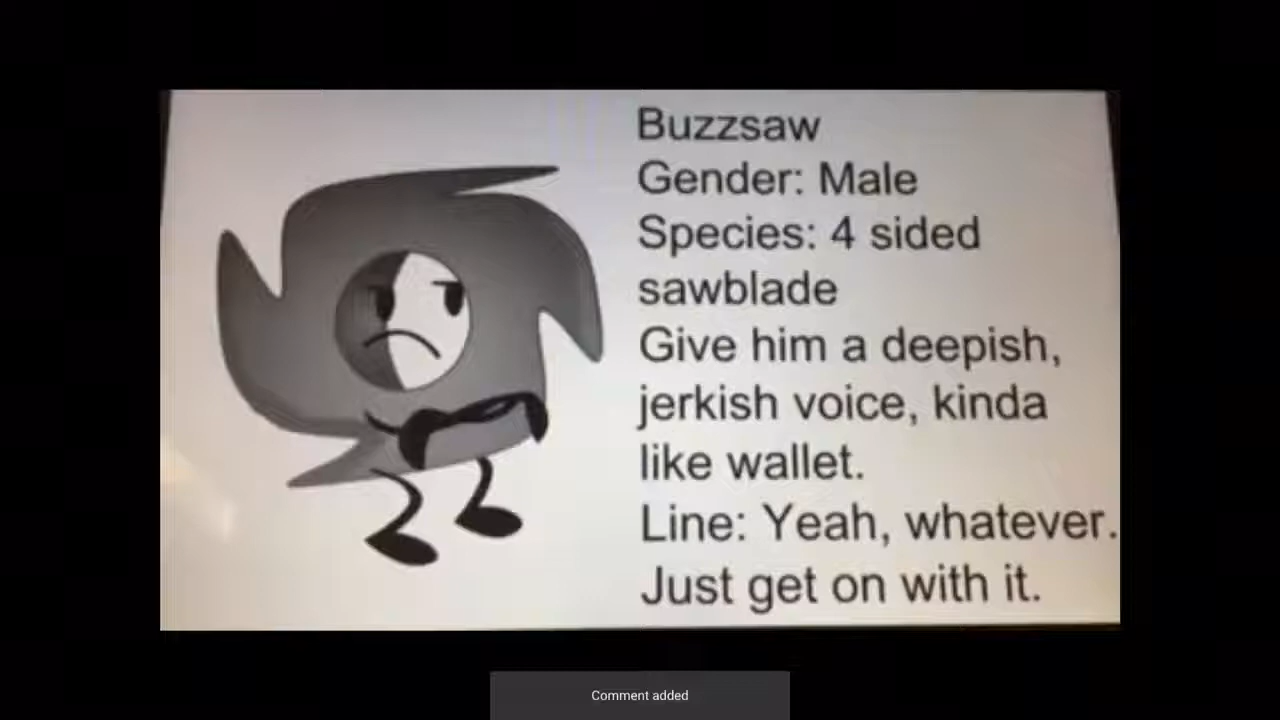 Buzzsaw
Gender: Male
Species: 4 sided
sawblade
Give him a deepish,
jerkish voice, kinda
like wallet.
Line: Yeah, whatever.
Just get on with it.
Comment added